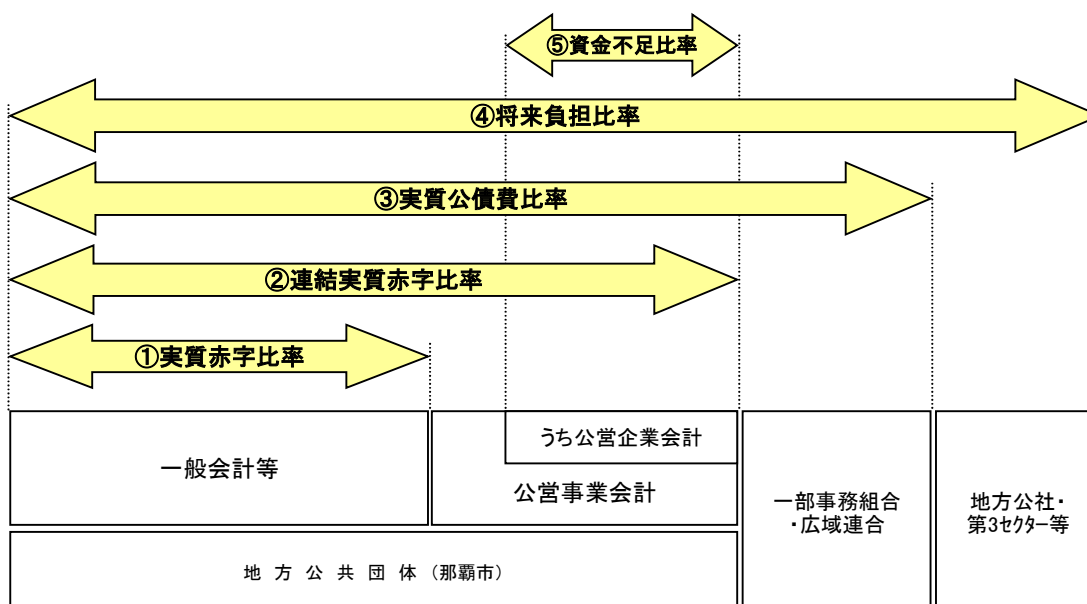 ⑤資金不足比率
④将来負担比率
③実質公債費比率
②連結実質赤字比率
①実質赤字比率
一般会計等
うち公営企業会計
公営事業会計
一部事務組合
・広域連合
地方公社・
第3ｾｸﾀｰ等
地 方 公 共 団 体 （那覇市）